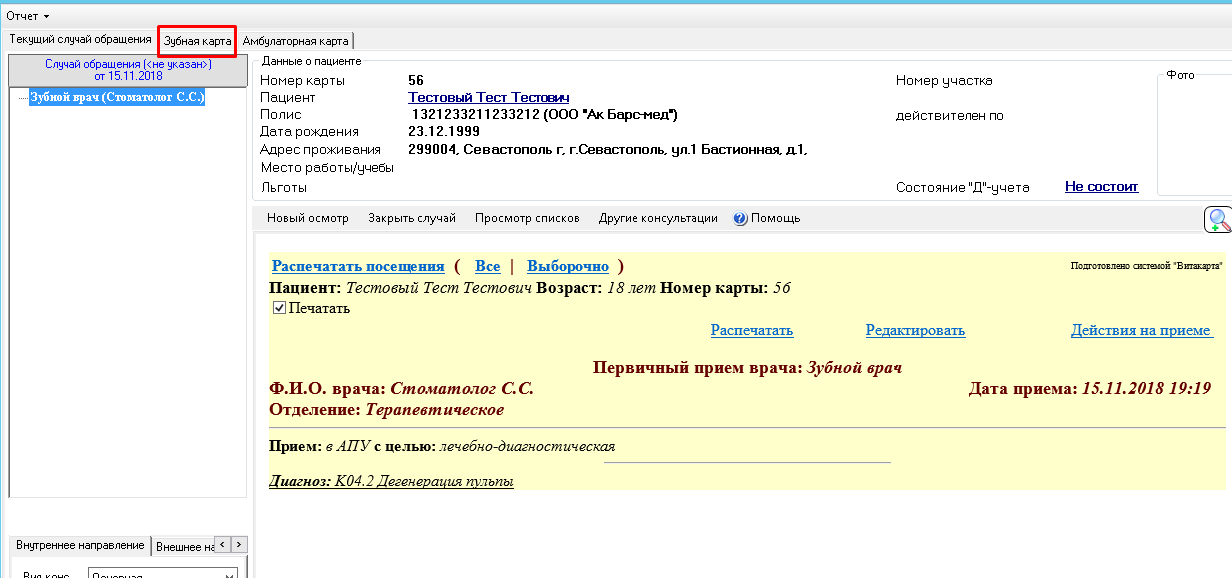 Отчет
Текущий случай обращения Зубная карта Амбулаторная карта
Случай обращения (<не указан>)
от 15.11.2018
Зубной врач (Стоматолог С.С.)
Данные о пациенте
Номер карты 56 Номер участка
Фото
Пациент Тестовый Тест Тестович
Полис 1321233211233212 (ООО "Ак Барс-мед") действителен по
Дата рождения 23.12.1999
Адрес проживания 299004, Севастополь г, г.Севастополь, ул.1 Бастионная, д.1,
Место работы/учебы
Льготы Состояние "Д"-учета Не состоит
Новый осмотр Закрыть случай Просмотр списков Другие консультации ? Помощь
Распечатать посещения ( Все | Выборочно ) Подготовлено системой "Витакарта"
Пациент: Тестовый Тест Тестович Возраст: 18 лет Номер карты: 56
Печатать
Распечатать Редактировать Действия на приеме
Первичный прием врача: Зубной врач
Ф.И.О. врача: Стоматолог С.С. Дата приема: 15.11.2018 19:19
Отделение: Терапевтическое
Прием: в АПУ с целью: лечебно-диагностическая
Диагноз: K04.2 Дегенерация пульпы
Внутреннее направление Внешнее на < >
Вид конс Основная